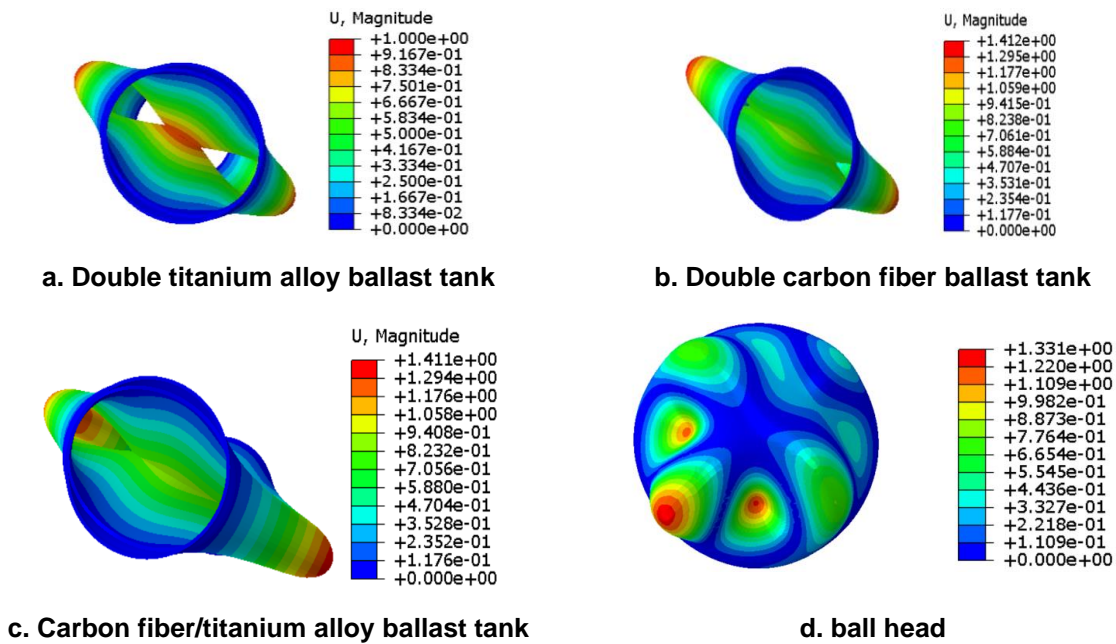 U, Magnitude
+1.000e+00
+9.167e-01
+8.334e-01
+7.501e-01
+6.667e-01
+5.834e-01
+5.000e-01
+4.167e-01
+3.334e-01
+2.500e-01
+1.667e-01
+8.334e-02
+0.000e+00
a. Double titanium alloy ballast tank
U, Magnitude
+1.412e+00
+1.295e+00
+1.177e+00
+1.059e+00
+9.415e-01
+8.238e-01
+7.061e-01
+5.884e-01
+4.707e-01
+3.531e-01
+2.354e-01
+1.177e-01
+0.000e+00
b. Double carbon fiber ballast tank
U, Magnitude
+1.411e+00
+1.294e+00
+1.176e+00
+1.058e+00
+9.408e-01
+8.232e-01
+7.056e-01
+5.880e-01
+4.704e-01
+3.528e-01
+2.352e-01
+1.176e-01
+0.000e+00
c. Carbon fiber/titanium alloy ballast tank
+1.331e+00
+1.220e+00
+1.109e+00
+9.982e-01
+8.873e-01
+7.764e-01
+6.654e-01
+5.545e-01
+4.436e-01
+3.327e-01
+2.218e-01
+1.109e-01
+0.000e+00
d. ball head